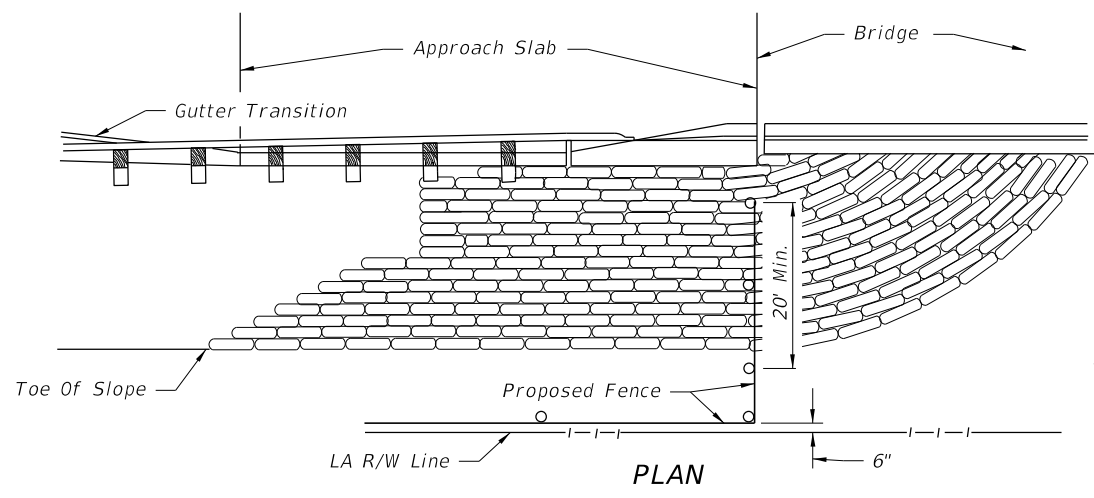 Bridge
Approach Slab
Gutter Transition
20' Min.
Toe Of Slope
Proposed Fence
LA R/W Line
6"
PLAN